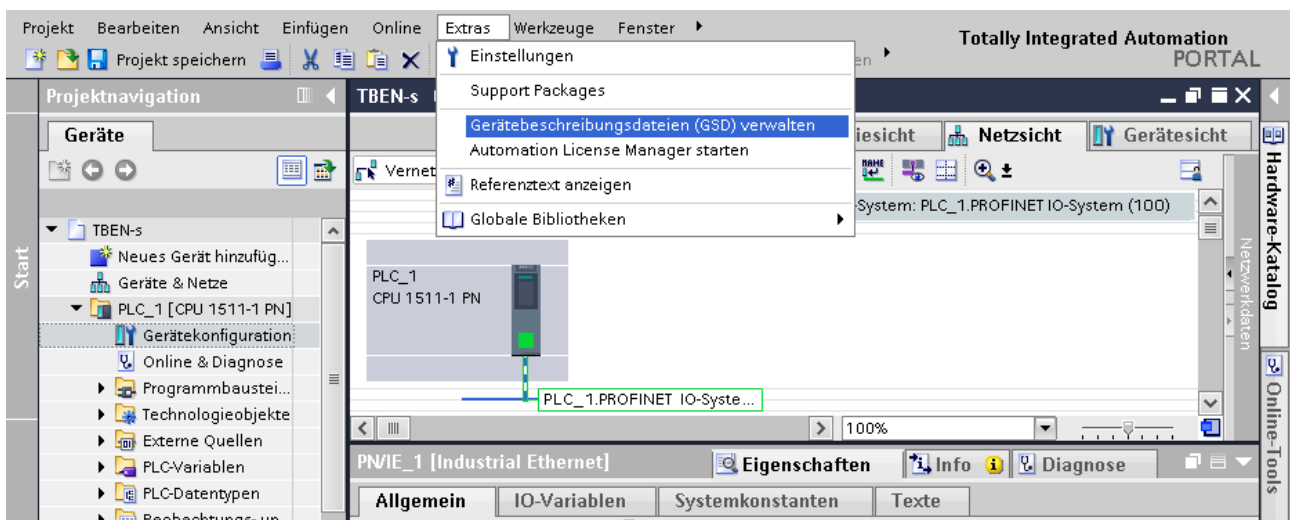 Projekt Bearbeiten Ansicht Einfügen Online Extras Werkzeuge Fenster
Totally Integrated Automation
PORTAL
Projekt speichern
Einstellungen
Support Packages
Gerätebeschreibungsdateien (GSD) verwalten
Automation License Manager starten
Referenztext anzeigen
Globale Bibliotheken
Projektnavigation
TBEN-s
Geräte
Netzsicht Gerätesicht
Start
TBEN-s
Neues Gerät hinzufüg...
Geräte & Netze
PLC_1 [CPU 1511-1 PN]
Gerätekonfiguration
Online & Diagnose
Programmbaustei...
Technologieobjekte
Externe Quellen
PLC-Variablen
PLC-Datentypen
-System: PLC_1.PROFINET IO-System (100)
PLC_1
CPU 1511-1 PN
PLC_1.PROFINET IO-Syste...
100%
PN/IE_1 [Industrial Ethernet]
Eigenschaften Info Diagnose
Allgemein IO-Variablen Systemkonstanten Texte
Netzwerkdaten
Hardware-Katalog
Online-Tools